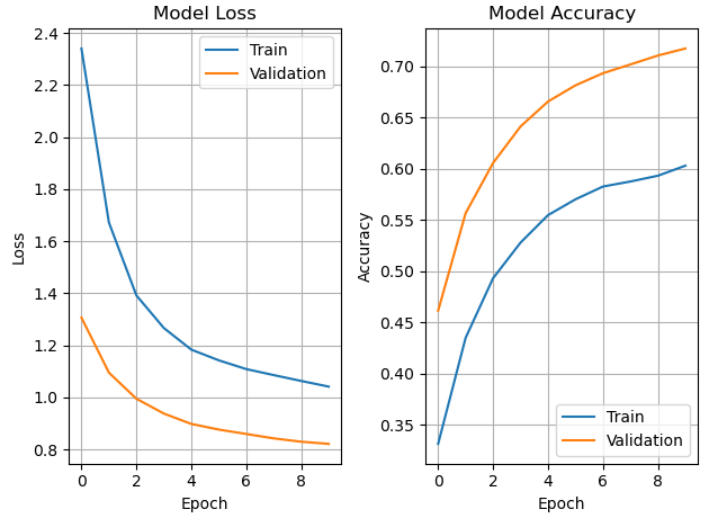 Model Loss
2.4
2.2
2.0
1.8
1.6
1.4
1.2
1.0
0.8
Loss
0 2 4 6 8
Epoch
Train
Validation
Model Accuracy
0.70
0.65
0.60
0.55
0.50
0.45
0.40
0.35
Accuracy
0 2 4 6 8
Epoch
Train
Validation